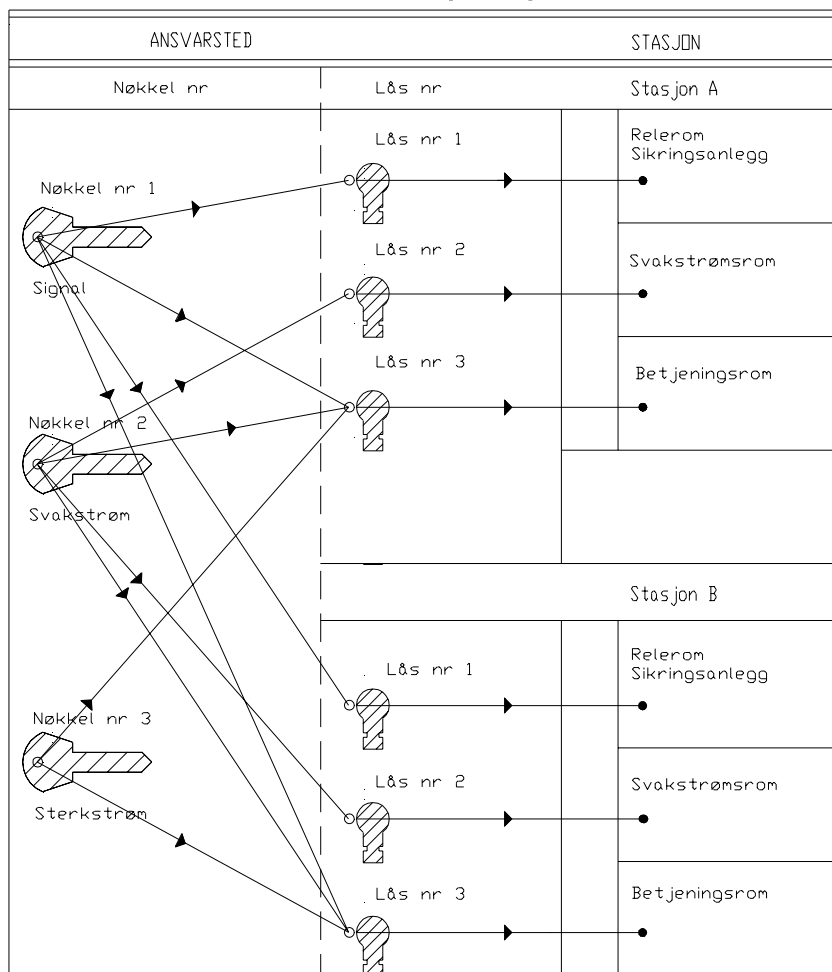 ANSVARSTED
STASJON
Nøkkel nr
Lås nr
Stasjon A
Lås nr 1
Relerom
Sikringsanlegg
Nøkkel nr 1
Signal
Lås nr 2
Svakstrømsrom
Lås nr 3
Betjeningsrom
Nøkkel nr 2
Svakstrøm
Stasjon B
Lås nr 1
Relerom
Sikringsanlegg
Nøkkel nr 3
Sterkstrøm
Lås nr 2
Svakstrømsrom
Lås nr 3
Betjeningsrom